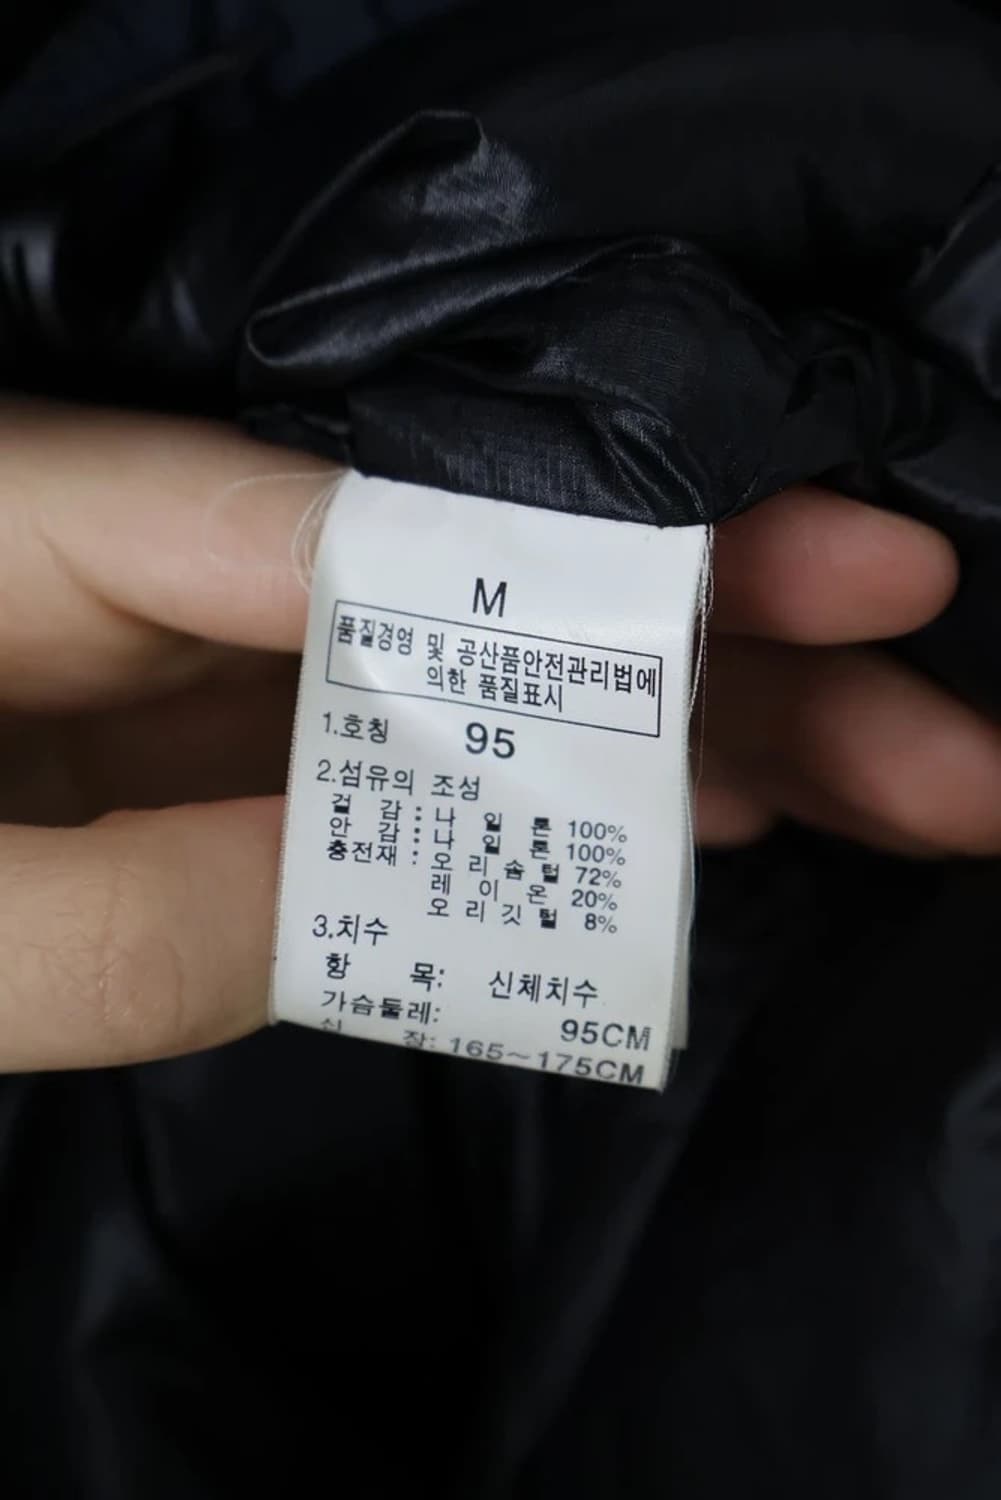 M
품질경영 및 공산품안전관리법에
의한 품질표시
1.호칭 95
2.섬유의 조성
겉 감 : 나 일 론 100%
안 감 : 나 일 론 100%
충전재 : 오 리 솜 털 72%
레 이 온 20%
오 리 깃 털 8%
3.치수
항 목: 신체치수
가슴둘레: 95CM
신 장: 165~175CM